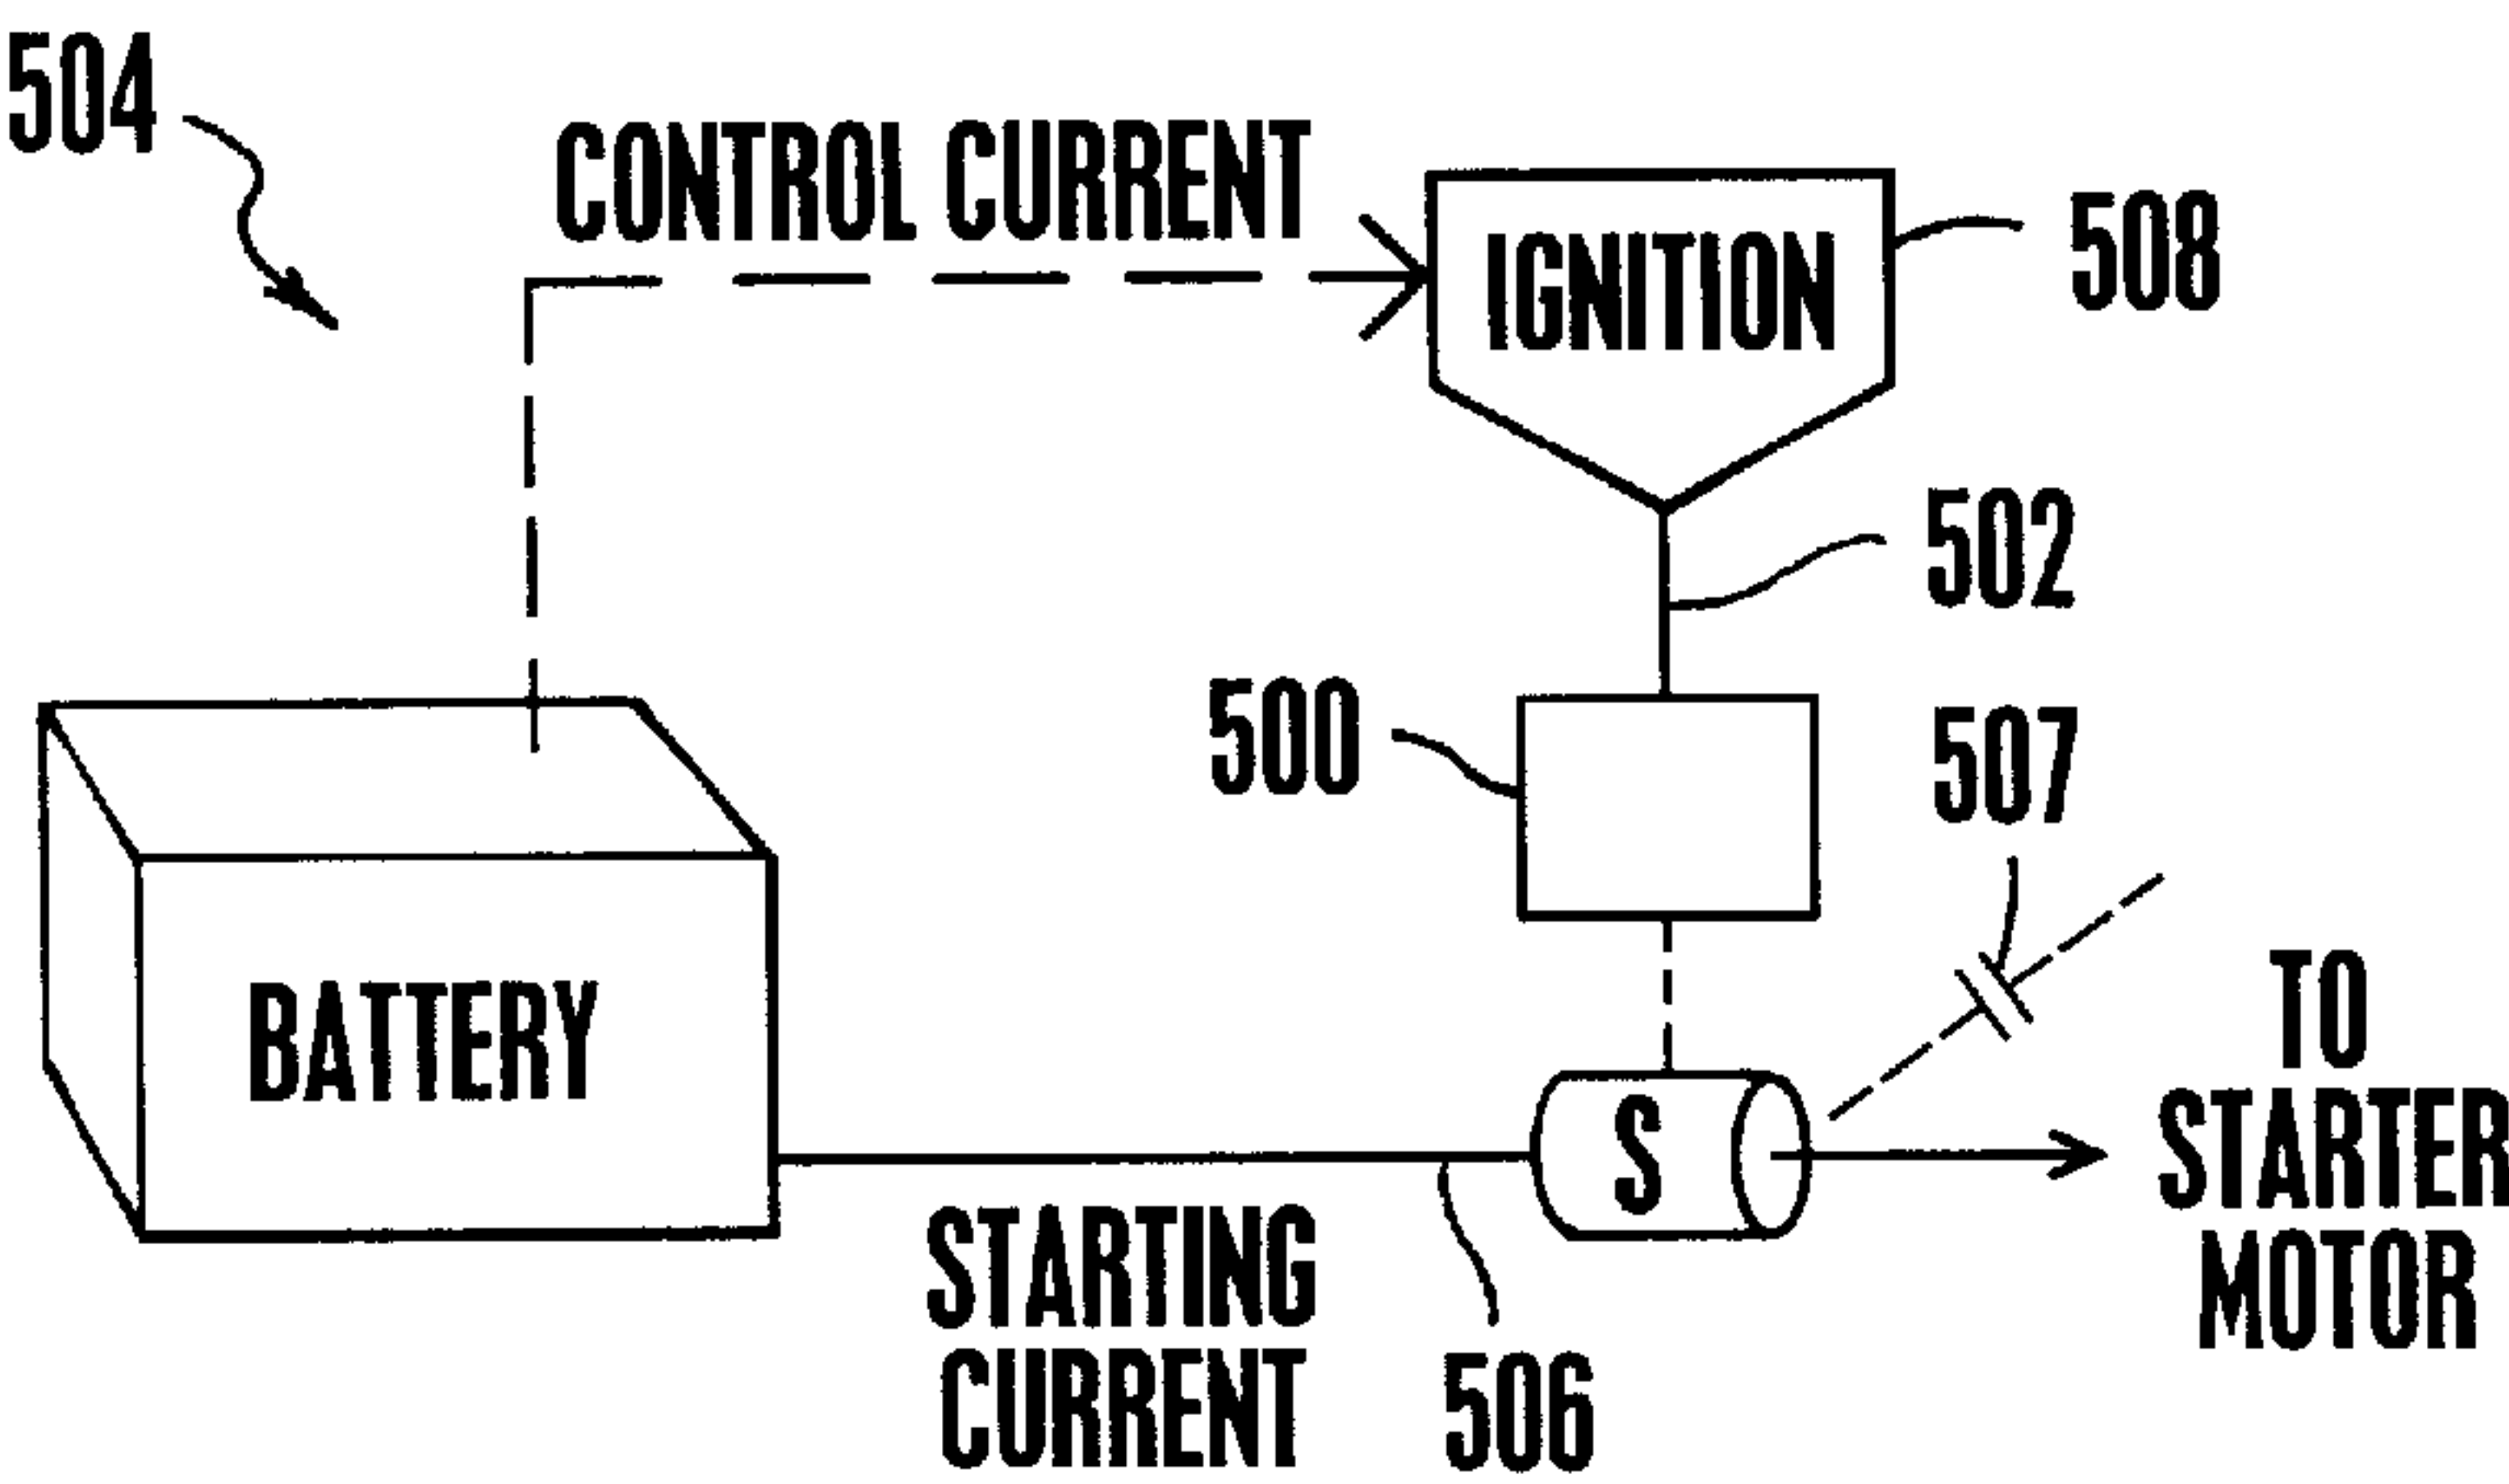 504
CONTROL CURRENT
IGNITION
508
502
500
507
BATTERY
S
TO
STARTER
MOTOR
STARTING
CURRENT
506